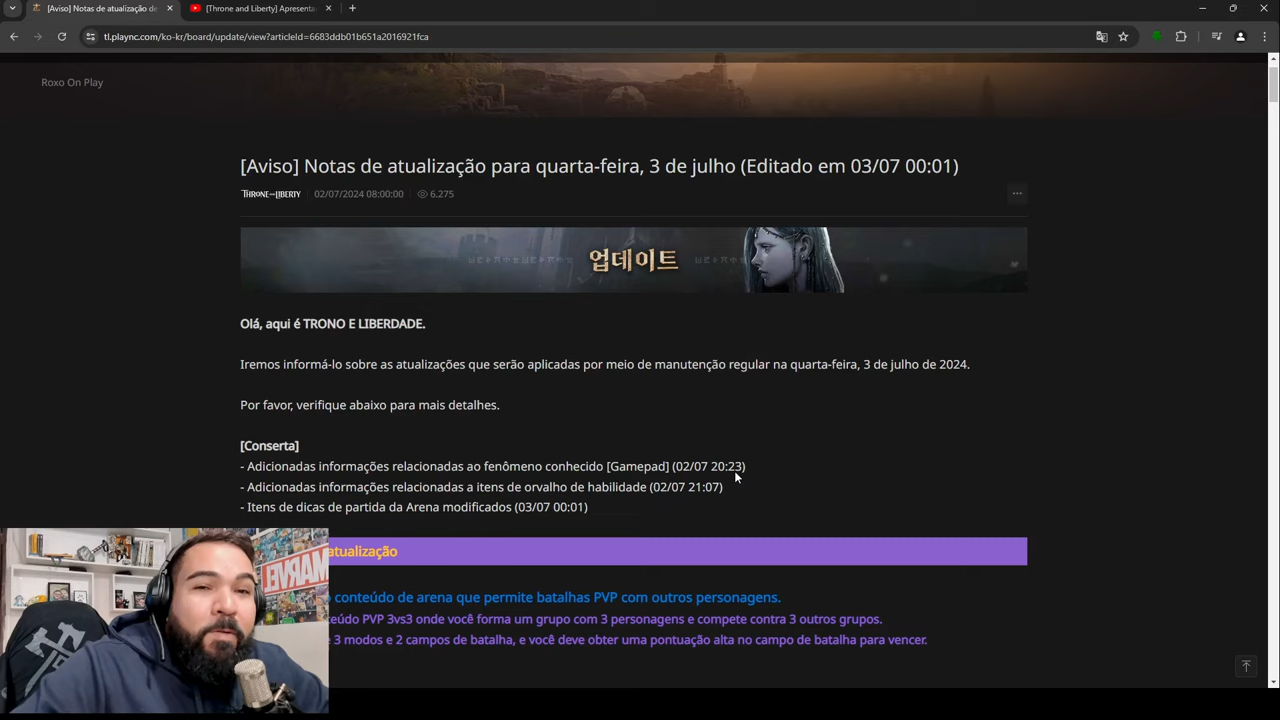 [Aviso] Notas de atualização de
[Throne and Liberty] Apresenta
tl.plaync.com/ko-kr/board/update/view?articleId=6683ddb01b651a2016921fca
Roxo On Play
[Aviso] Notas de atualização para quarta-feira, 3 de julho (Editado em 03/07 00:01)
THRONE AND LIBERTY 02/07/2024 08:00:00 6,275
업데이트
Olá, aqui é TRONO E LIBERDADE.
Iremos informá-lo sobre as atualizações que serão aplicadas por meio de manutenção regular na quarta-feira, 3 de julho de 2024.
Por favor, verifique abaixo para mais detalhes.
[Conserta]
- Adicionadas informações relacionadas ao fenômeno conhecido [Gamepad] (02/07 20:23)
- Adicionadas informações relacionadas a itens de orvalho de habilidade (02/07 21:07)
- Itens de dicas de partida da Arena modificados (03/07 00:01)
atualização
conteúdo de arena que permite batalhas PVP com outros personagens.
teúdo PVP 3vs3 onde você forma um grupo com 3 personagens e compete contra 3 outros grupos.
3 modos e 2 campos de batalha, e você deve obter uma pontuação alta no campo de batalha para vencer.
MARVEL